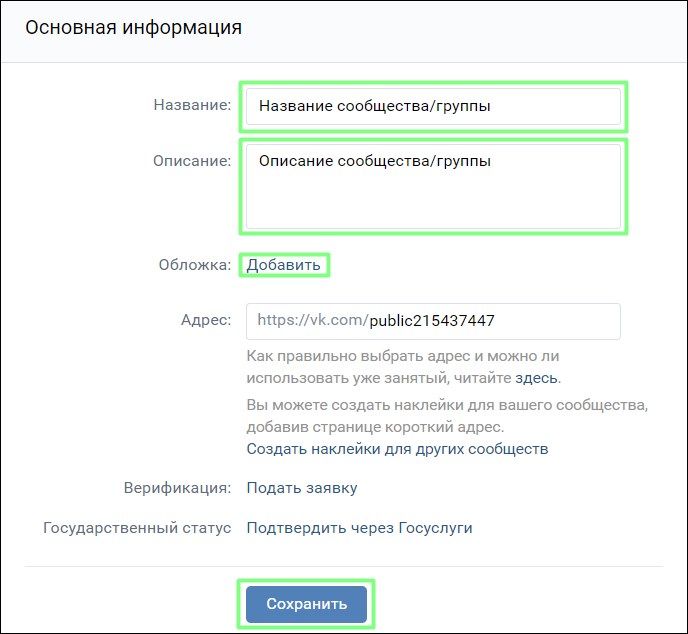 Основная информация
Название: Название сообщества/группы
Описание: Описание сообщества/группы
Обложка: Добавить
Адрес: https://vk.com/public215437447
Как правильно выбрать адрес и можно ли
использовать уже занятый, читайте здесь.
Вы можете создать наклейки для вашего сообщества,
добавив странице короткий адрес.
Создать наклейки для других сообществ
Верификация: Подать заявку
Государственный статус Подтвердить через Госуслуги
Сохранить